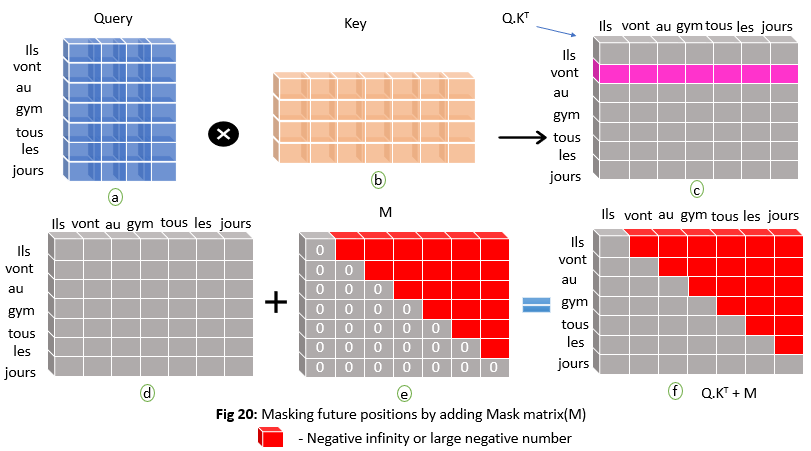 Query
Key
Q.Kᵀ
Ils vont au gym tous les jours
Ils
vont
au
gym
tous
les
jours
Ils
vont
au
gym
tous
les
jours
a
b
c
M
Ils vont au gym tous les jours
Ils vont au gym tous les jours
Ils
vont
au
gym
tous
les
jours
0
0 0
0 0 0
0 0 0 0
0 0 0 0 0
0 0 0 0 0 0
0 0 0 0 0 0 0
Ils
vont
au
gym
tous
les
jours
d
e
f
Q.Kᵀ + M
Fig 20: Masking future positions by adding Mask matrix(M)
- Negative infinity or large negative number